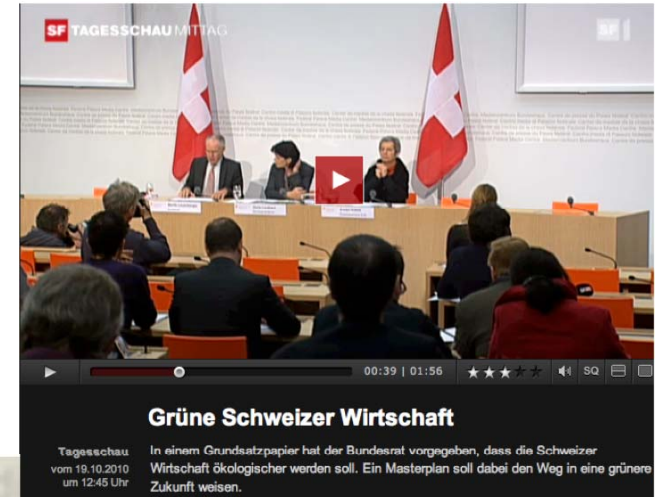 SF TAGESSCHAU MITTAG
SF 1
00:39 | 01:56
SQ
Grüne Schweizer Wirtschaft
Tagesschau
vom 19.10.2010
um 12:45 Uhr
In einem Grundsatzpapier hat der Bundesrat vorgegeben, dass die Schweizer
Wirtschaft ökologischer werden soll. Ein Masterplan soll dabei den Weg in eine grünere
Zukunft weisen.